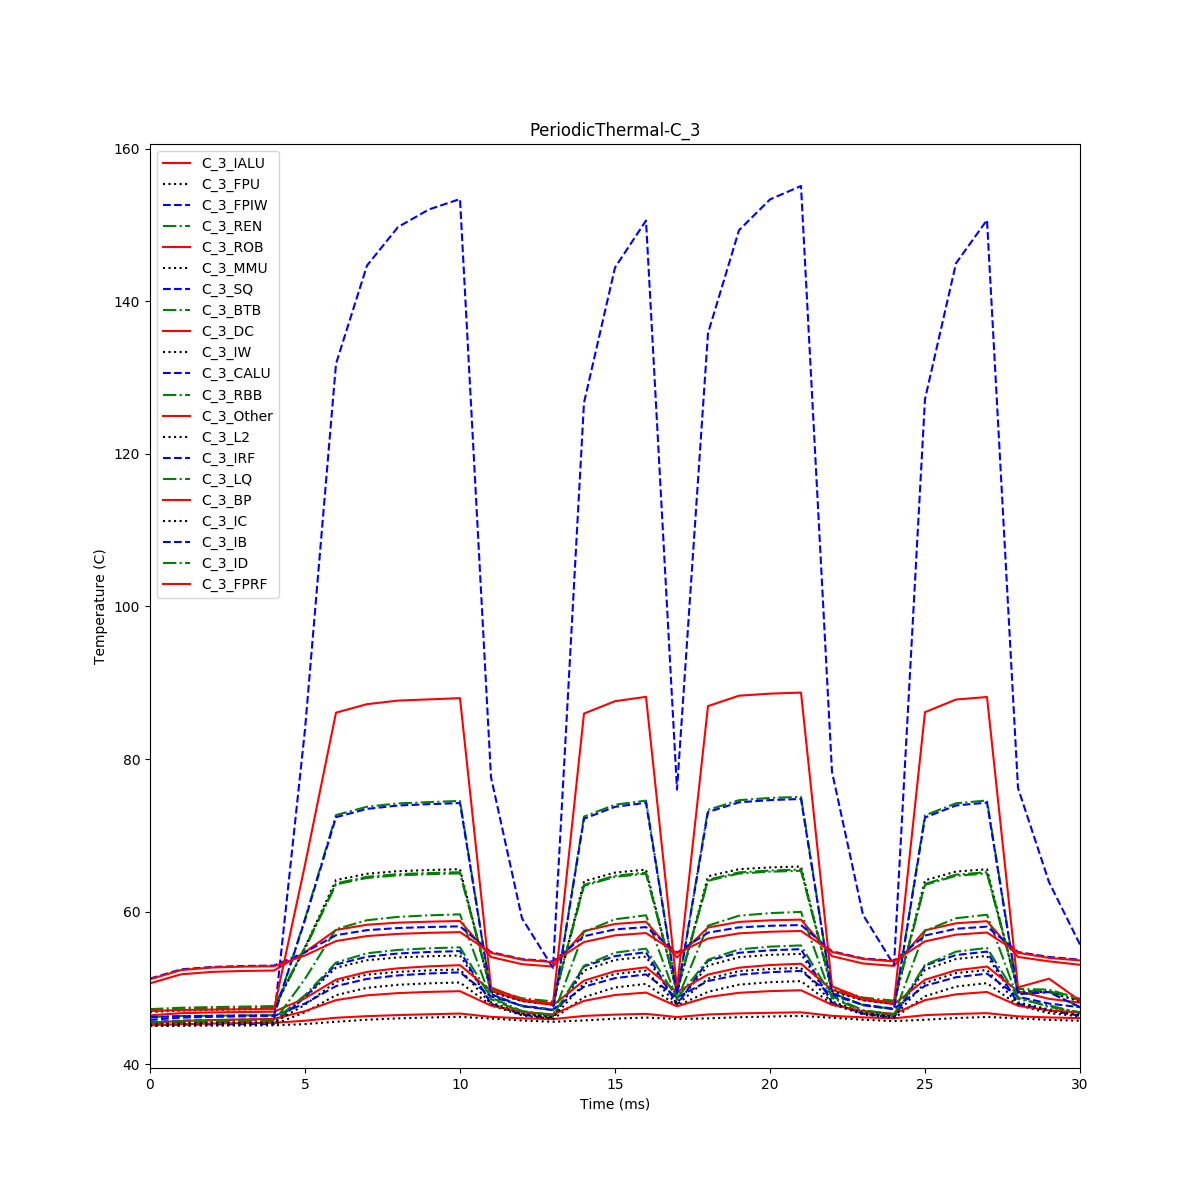 PeriodicThermal-C_3
160
140
120
100
80
60
40
Temperature (C)
C_3_IALU
C_3_FPU
C_3_FPIW
C_3_REN
C_3_ROB
C_3_MMU
C_3_SQ
C_3_BTB
C_3_DC
C_3_IW
C_3_CALU
C_3_RBB
C_3_Other
C_3_L2
C_3_IRF
C_3_LQ
C_3_BP
C_3_IC
C_3_IB
C_3_ID
C_3_FPRF
0 5 10 15 20 25 30
Time (ms)